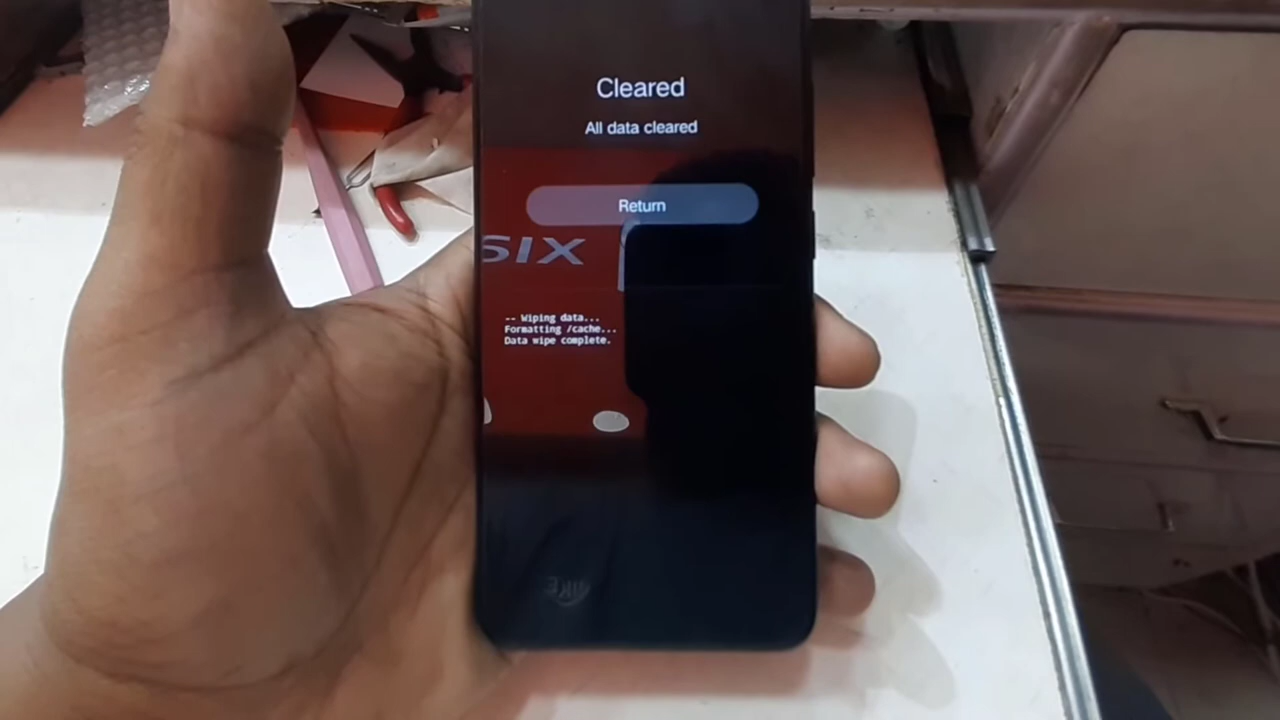 Cleared
All data cleared
Return
SIX
-- Wiping data...
Formatting /cache...
Data wipe complete.